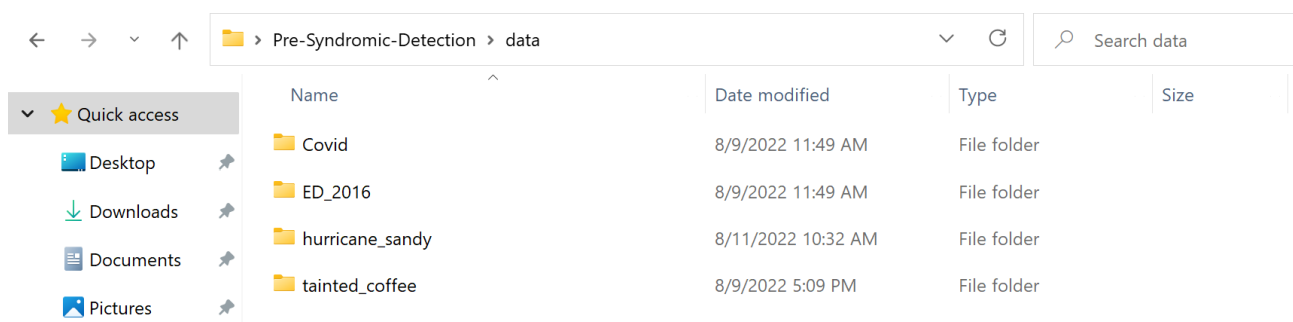 Pre-Syndromic-Detection > data
Search data
Quick access
Desktop
Downloads
Documents
Pictures
Name Date modified Type Size
Covid 8/9/2022 11:49 AM File folder
ED_2016 8/9/2022 11:49 AM File folder
hurricane_sandy 8/11/2022 10:32 AM File folder
tainted_coffee 8/9/2022 5:09 PM File folder